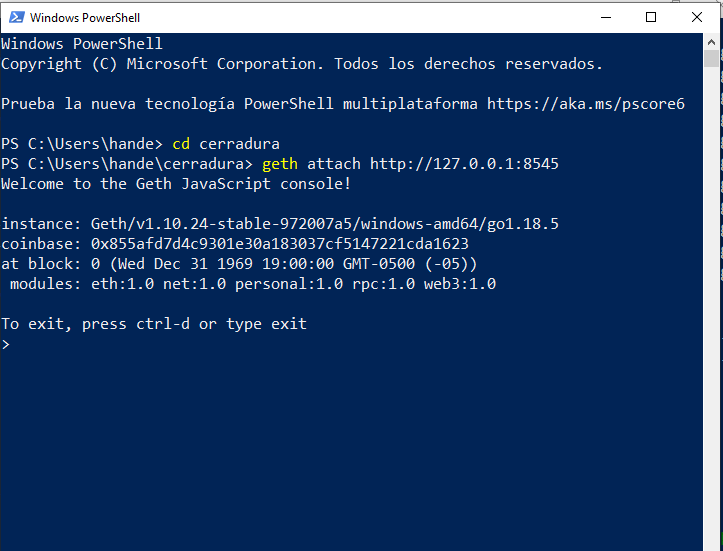 Windows PowerShell
Windows PowerShell
Copyright (C) Microsoft Corporation. Todos los derechos reservados.
Prueba la nueva tecnología PowerShell multiplataforma https://aka.ms/pscore6
PS C:\Users\hande> cd cerradura
PS C:\Users\hande\cerradura> geth attach http://127.0.0.1:8545
Welcome to the Geth JavaScript console!
instance: Geth/v1.10.24-stable-972007a5/windows-amd64/go1.18.5
coinbase: 0x855afd7d4c9301e30a183037cf5147221cda1623
at block: 0 (Wed Dec 31 1969 19:00:00 GMT-0500 (-05))
 modules: eth:1.0 net:1.0 personal:1.0 rpc:1.0 web3:1.0
To exit, press ctrl-d or type exit
>